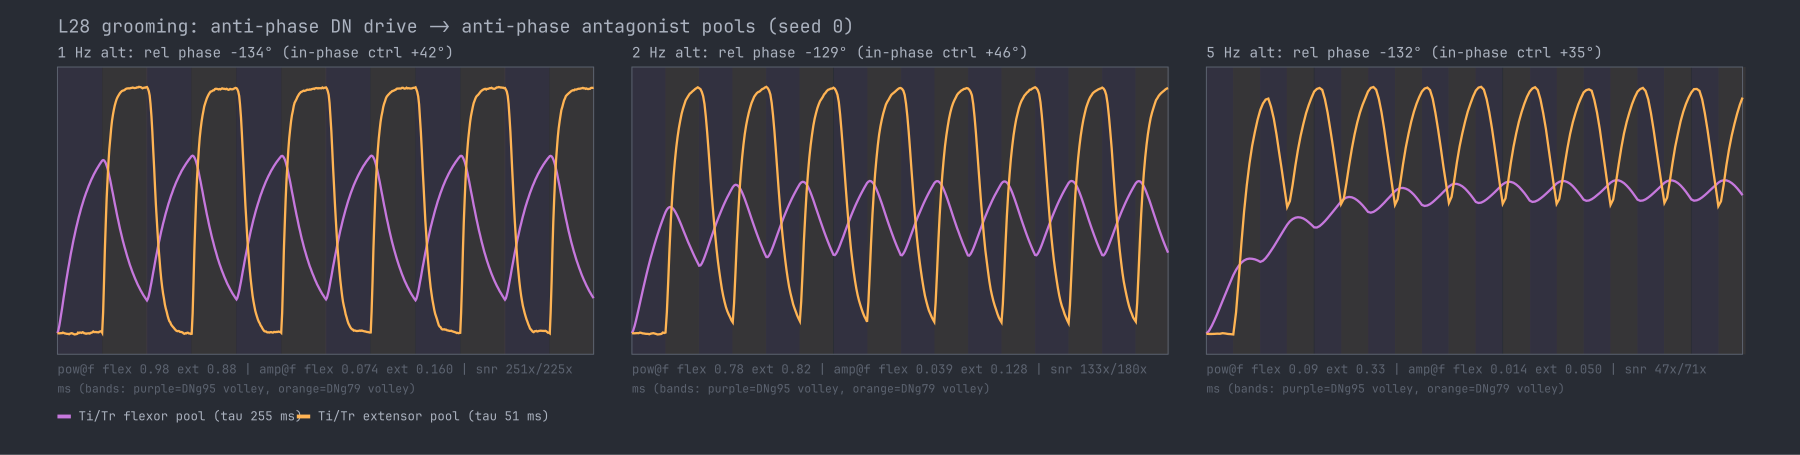 L28 grooming: anti-phase DN drive —> anti-phase antagonist pools (seed 0)
1 Hz alt: rel phase -134° (in-phase ctrl +42°)
2 Hz alt: rel phase -129° (in-phase ctrl +46°)
5 Hz alt: rel phase -132° (in-phase ctrl +35°)
pow@f flex 0.98 ext 0.88 | amp@f flex 0.074 ext 0.160 | snr 251x/225x
ms (bands: purple=DNg95 volley, orange=DNg79 volley)
pow@f flex 0.78 ext 0.82 | amp@f flex 0.039 ext 0.128 | snr 133x/180x
ms (bands: purple=DNg95 volley, orange=DNg79 volley)
pow@f flex 0.09 ext 0.33 | amp@f flex 0.014 ext 0.050 | snr 47x/71x
ms (bands: purple=DNg95 volley, orange=DNg79 volley)
Ti/Tr flexor pool (tau 255 ms)
Ti/Tr extensor pool (tau 51 ms)